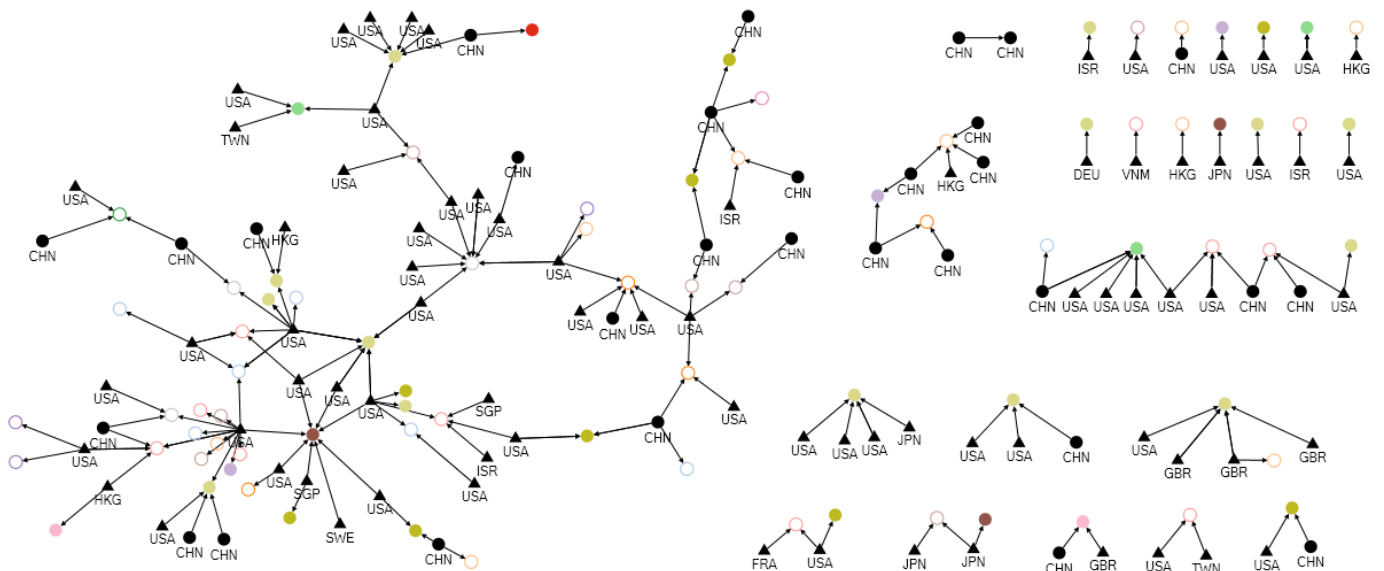 USA USA
USA USA USA CHN
USA
TWN USA
CHN
USA
USA
CHN
USA USA USA
USA
USA
CHN HKG
CHN
CHN
USA
USA
USA
USA
USA
USA USA
USA
USA
CHN
USA
USA
HKG
USA
CHN
CHN
SGP
USA
SGP
SWE
USA
ISR
USA
USA
CHN
USA
CHN
USA
USA
CHN
USA
CHN
CHN
CHN
ISR
CHN
CHN
CHN CHN
ISR USA CHN USA USA USA HKG
CHN
CHN
CHN
HKG
CHN
CHN
DEU VNM HKG JPN USA ISR USA
CHN USA USA USA USA USA CHN CHN USA
USA USA USA JPN
USA USA CHN
USA GBR GBR GBR
FRA USA
JPN JPN
CHN GBR
USA TWN
USA CHN